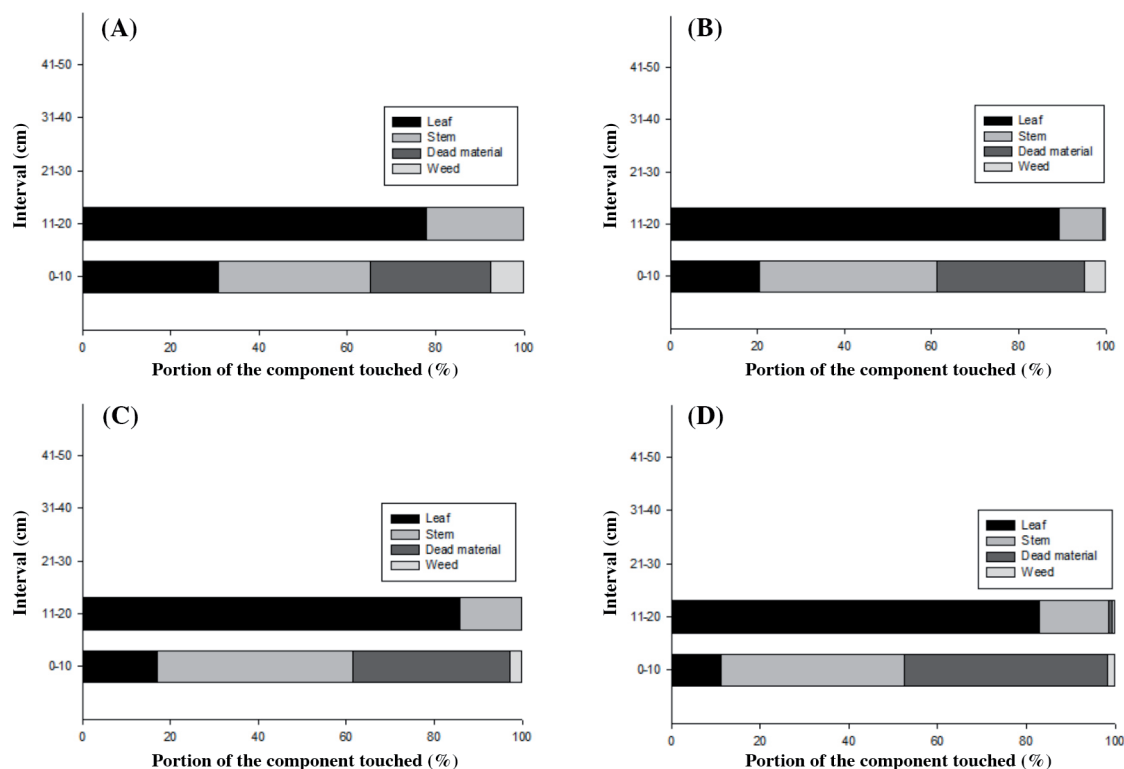 (A)
Interval (cm)
41-50
31-40
21-30
11-20
0-10
Leaf
Stem
Dead material
Weed
0 20 40 60 80 100
Portion of the component touched (%)
(B)
Interval (cm)
41-50
31-40
21-30
11-20
0-10
Leaf
Stem
Dead material
Weed
0 20 40 60 80 100
Portion of the component touched (%)
(C)
Interval (cm)
41-50
31-40
21-30
11-20
0-10
Leaf
Stem
Dead material
Weed
0 20 40 60 80 100
Portion of the component touched (%)
(D)
Interval (cm)
41-50
31-40
21-30
11-20
0-10
Leaf
Stem
Dead material
Weed
0 20 40 60 80 100
Portion of the component touched (%)